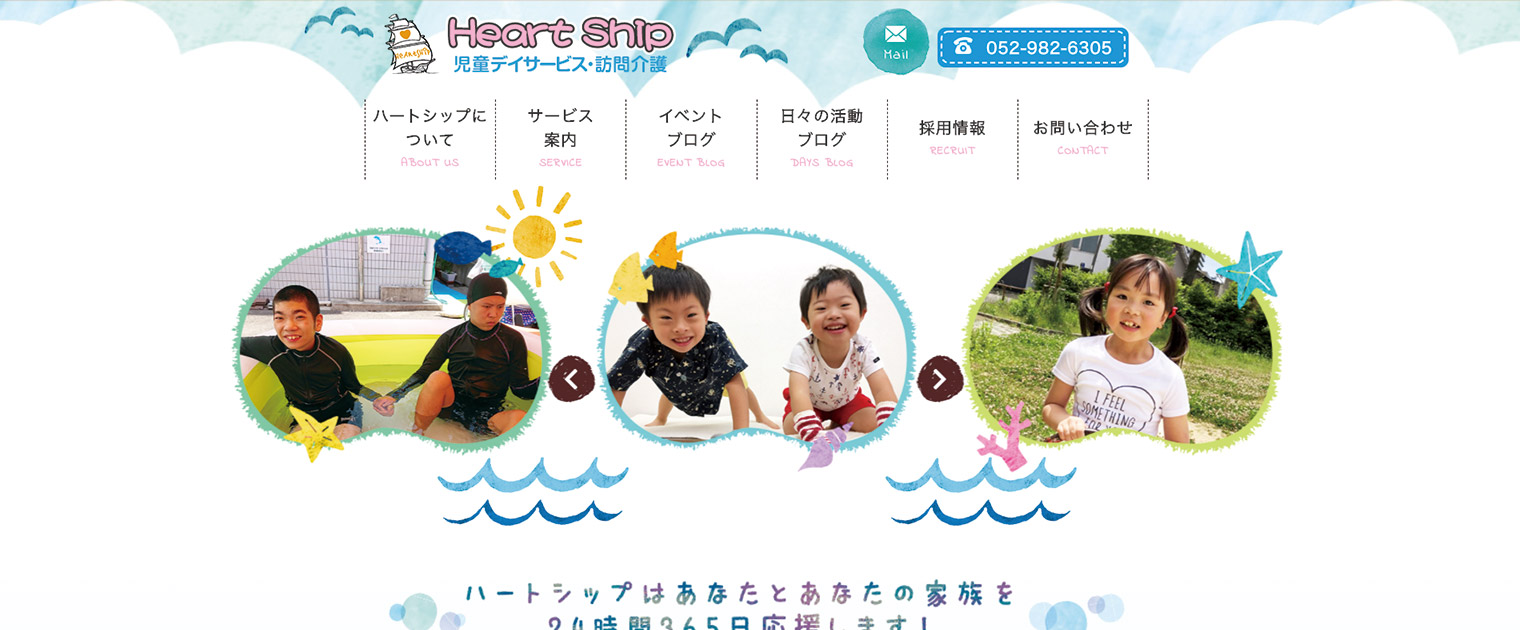 Heart Ship
児童デイサービス・訪問介護
Mail
052-982-6305
ハートシップに
ついて
ABOUT US
サービス
案内
SERVICE
イベント
ブログ
EVENT BLOG
日々の活動
ブログ
DAYS BLOG
採用情報
RECRUIT
お問い合わせ
CONTACT
I FEEL
SOMETHING
ハートシップはあなたとあなたの家族を
24時間365日応援します!